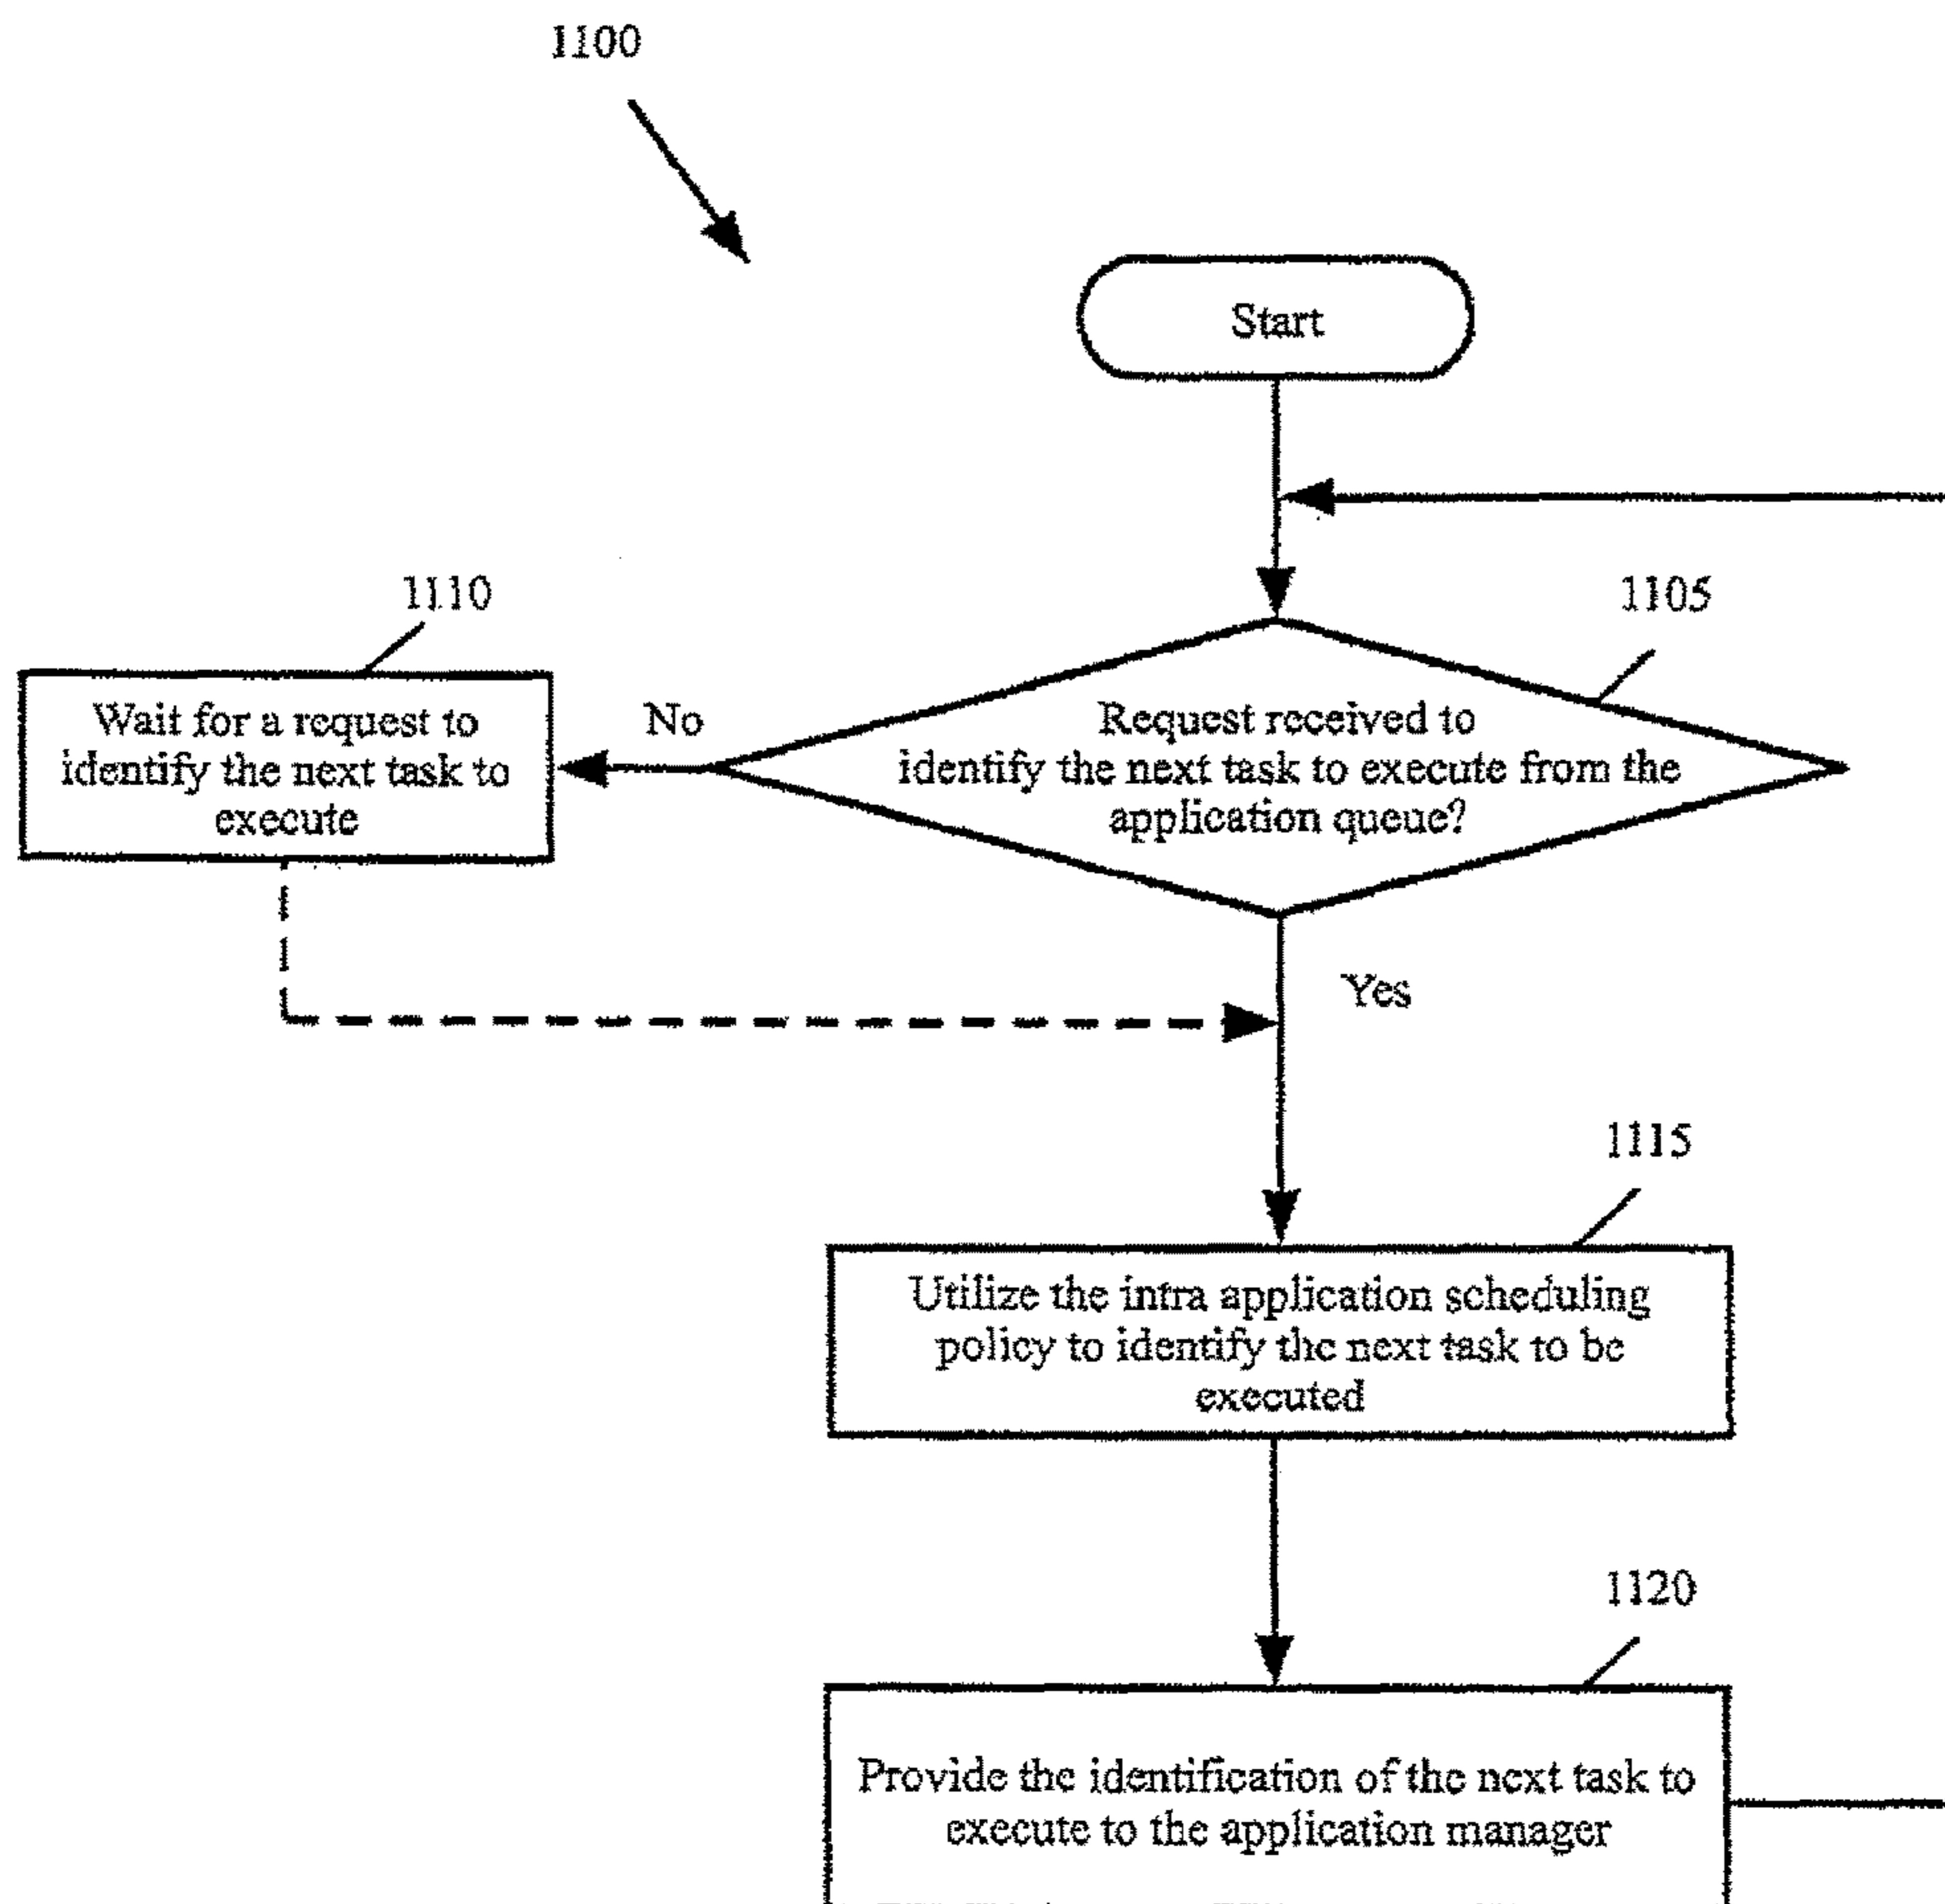 1100
Start
1110
1105
Wait for a request to
identify the next task to
execute
No
Request received to
identify the next task to execute from the
application queue?
Yes
1115
Utilize the intra application scheduling
policy to identify the next task to be
executed
1120
Provide the identification of the next task to
execute to the application manager